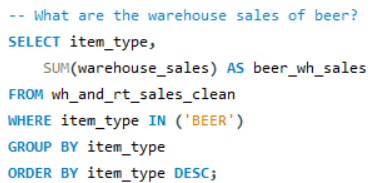 -- What are the warehouse sales of beer?
SELECT item_type,
    SUM(warehouse_sales) AS beer_wh_sales
FROM wh_and_rt_sales_clean
WHERE item_type IN ('BEER')
GROUP BY item_type
ORDER BY item_type DESC;